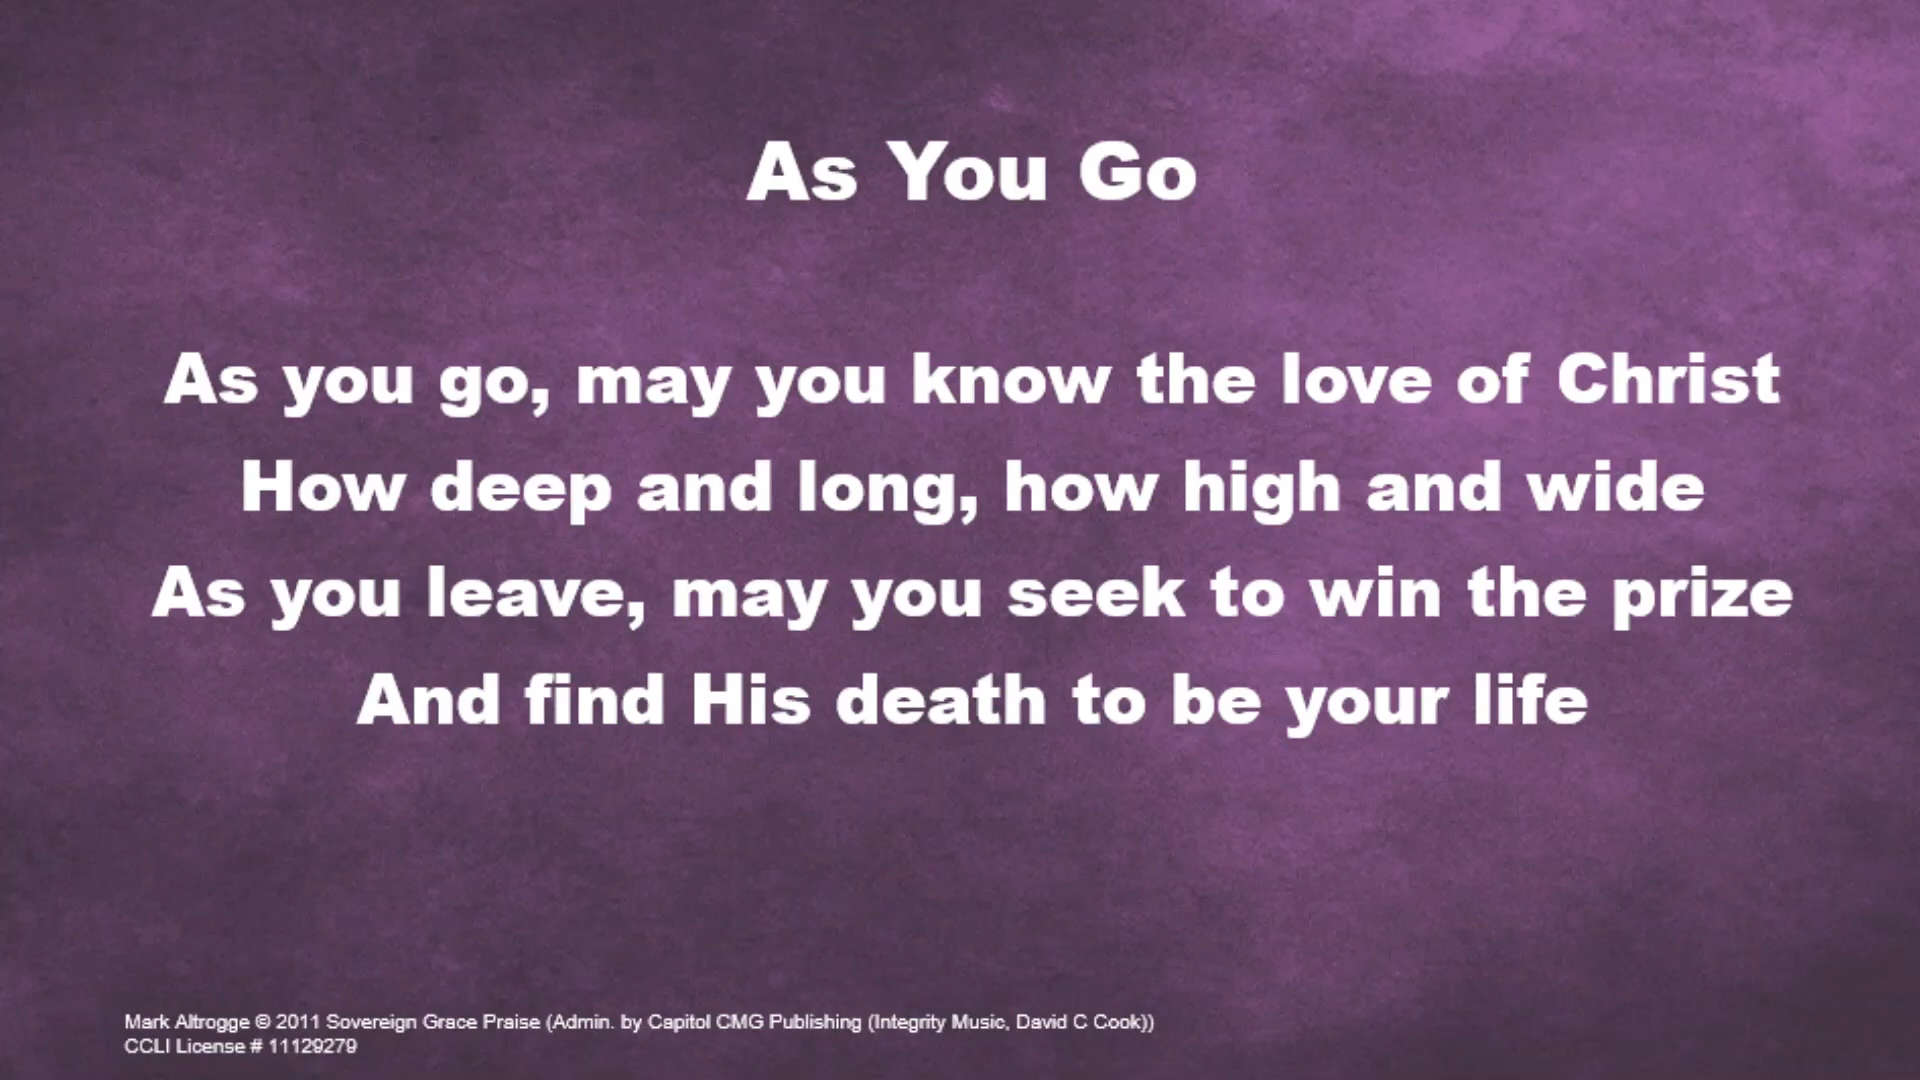 As You Go
As you go, may you know the love of Christ
How deep and long, how high and wide
As you leave, may you seek to win the prize
And find His death to be your life
Mark Altrogge © 2011 Sovereign Grace Praise (Admin. by Capitol CMG Publishing (Integrity Music, David C Cook))
CCLI License # 11129279